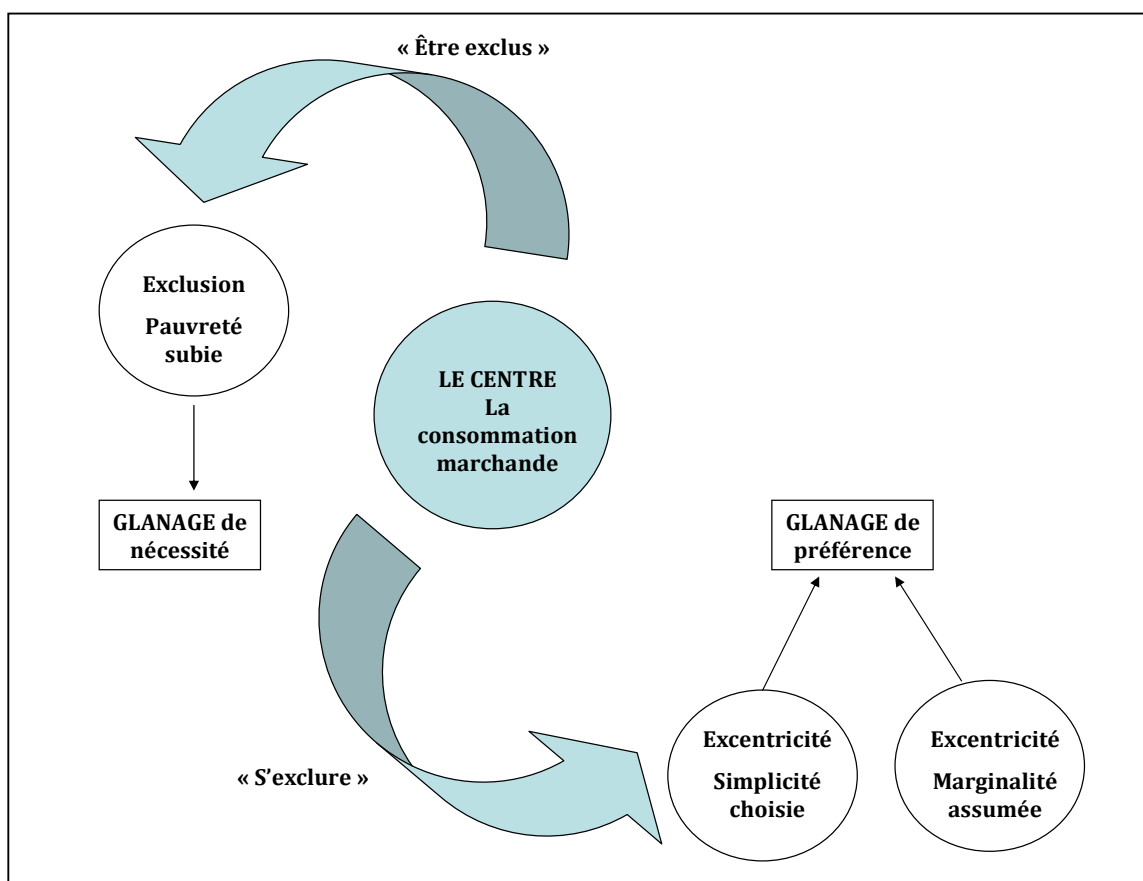 « Être exclus »
Exclusion
Pauvreté
subie
LE CENTRE
La
consommation
marchande
GLANAGE de
nécessité
GLANAGE de
préférence
« S’exclure »
Excentricité
Simplicité
choisie
Excentricité
Marginalité
assumée